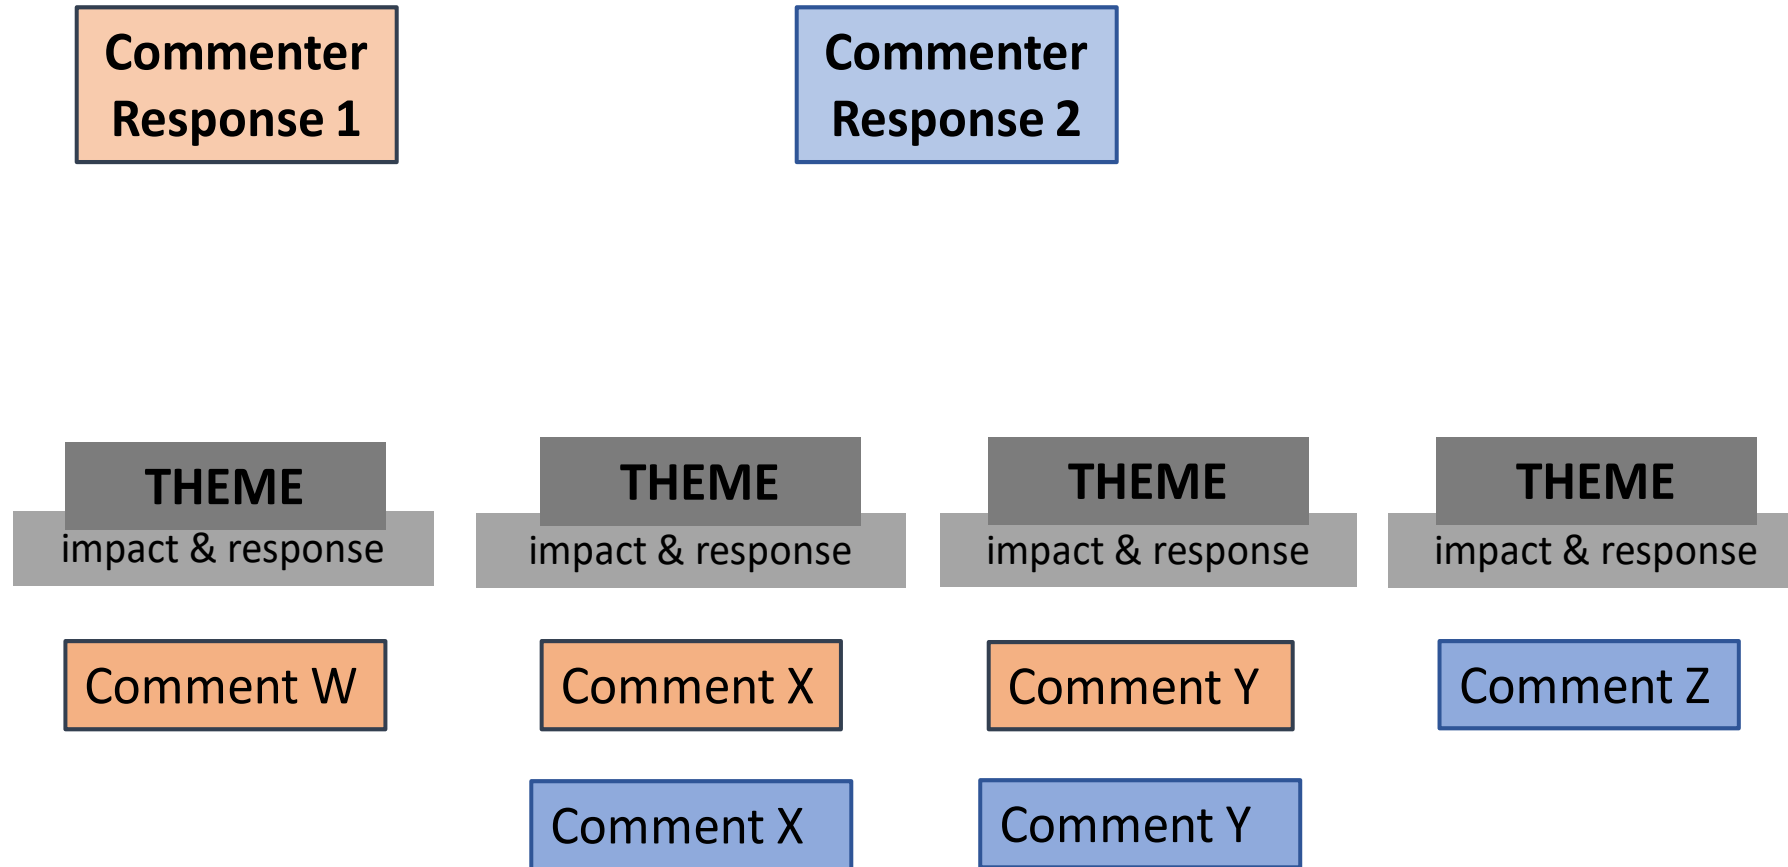 Commenter
Response 1
Commenter
Response 2
THEME
impact & response
THEME
impact & response
THEME
impact & response
THEME
impact & response
Comment W
Comment X
Comment Y
Comment Z
Comment X
Comment Y